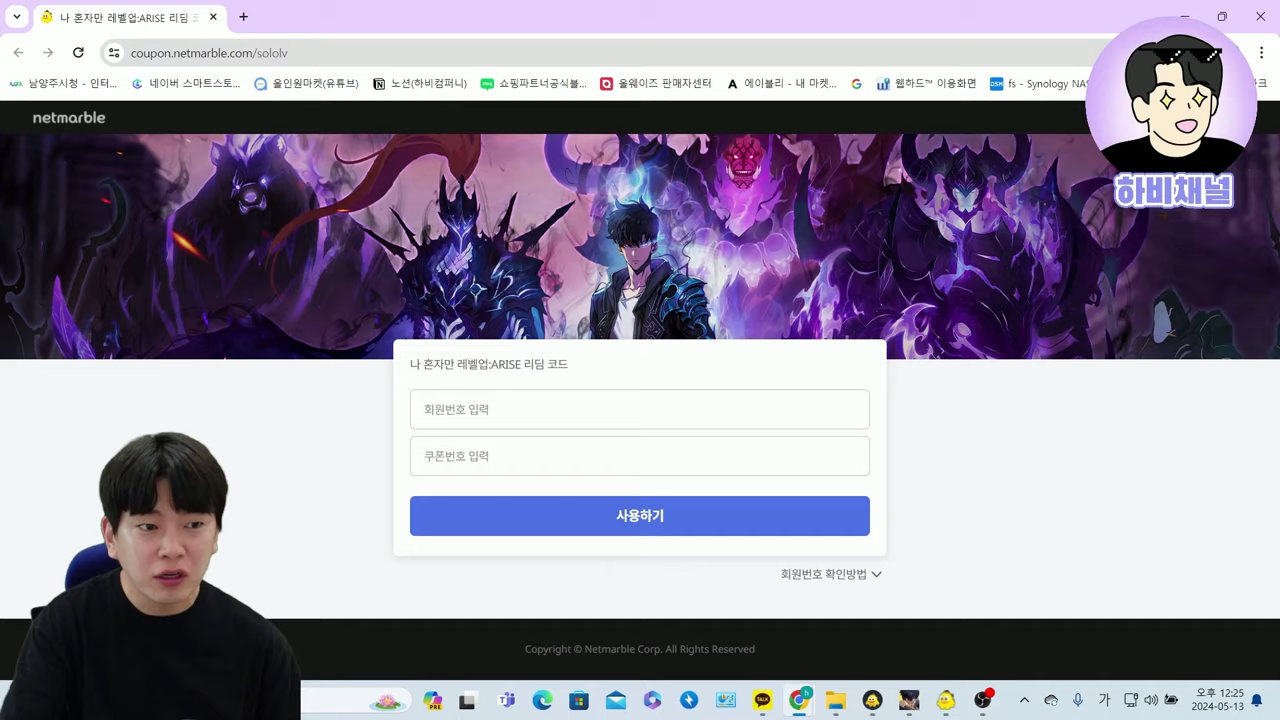 나 혼자만 레벨업:ARISE 리딤 코
coupon.netmarble.com/sololv
남양주시청 - 인터...
네이버 스마트스토...
올인원마켓(유튜브)
노션(하비컴퍼니)
쇼핑파트너공식블...
올웨이즈 판매자센터
에이블리 - 내 마켓...
웹하드™ 이용화면
fs - Synology NAS
netmarble
하비채널
나 혼자만 레벨업:ARISE 리딤 코드
회원번호 입력
쿠폰번호 입력
사용하기
회원번호 확인방법
Copyright © Netmarble Corp. All Rights Reserved
가
오후 12:25
2024-05-13